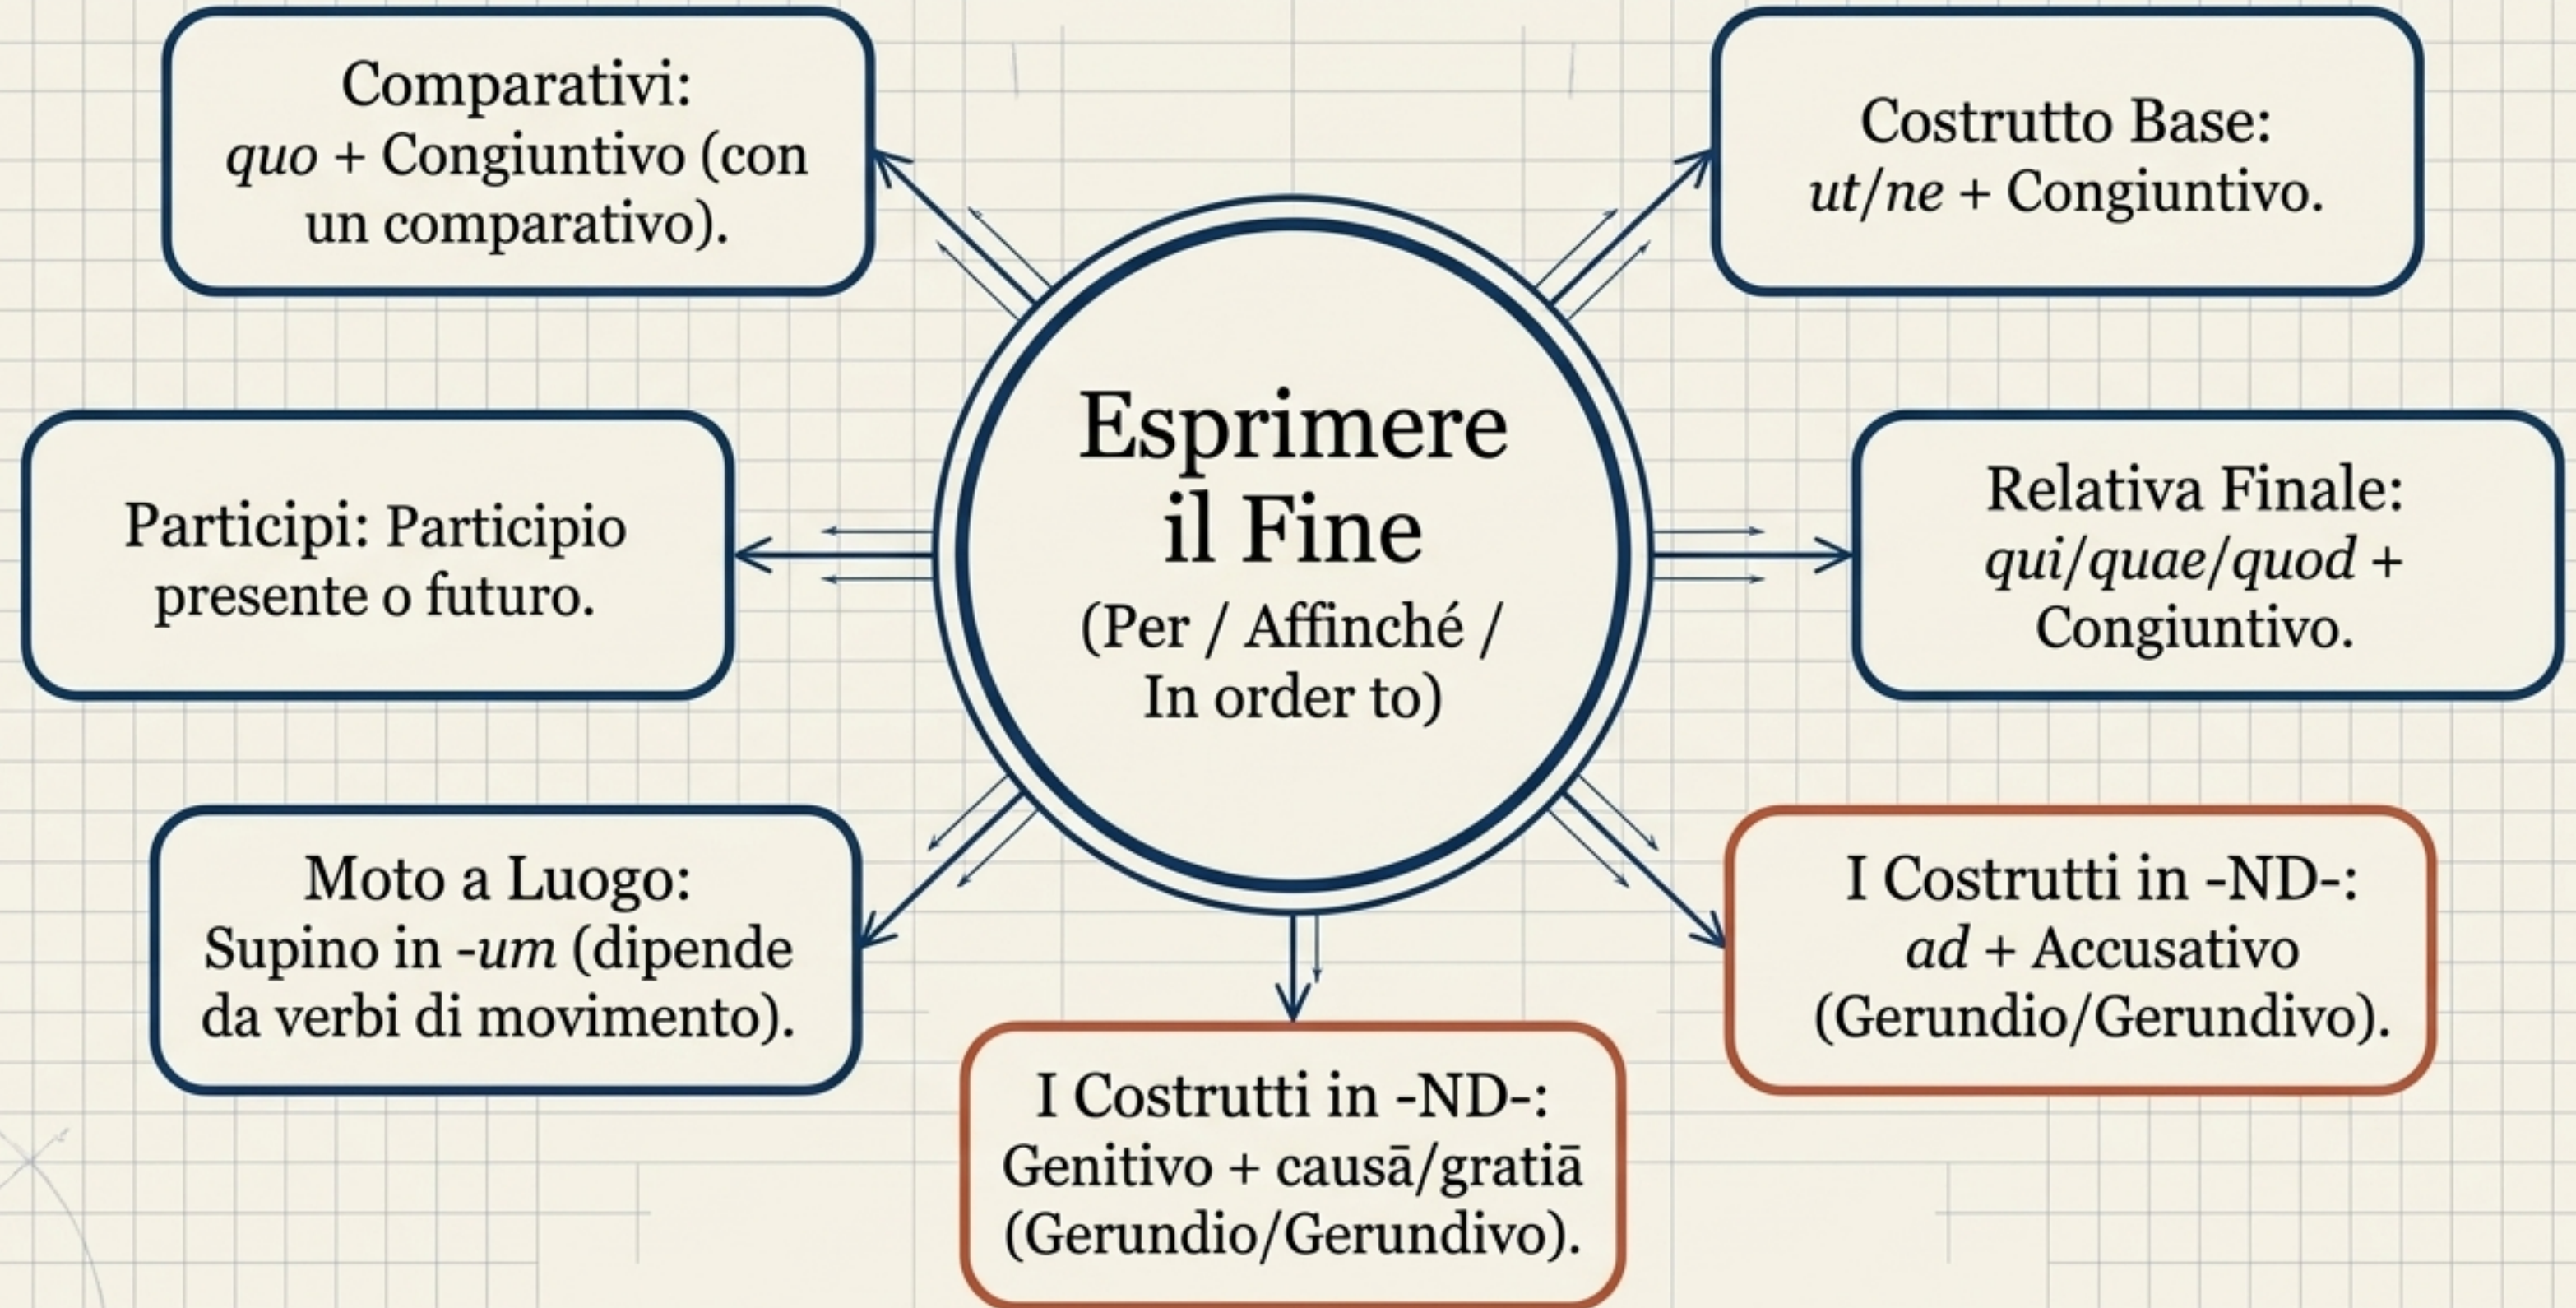 Comparativi:
quo + Congiuntivo (con
un comparativo).
Costrutto Base:
ut/ne + Congiuntivo.
Esprimere
il Fine
(Per / Affinché /
In order to)
Participi: Participio
presente o futuro.
Relativa Finale:
qui/quae/quod +
Congiuntivo.
Moto a Luogo:
Supino in -um (dipende
da verbi di movimento).
I Costrutti in -ND-:
Genitivo + causā/gratiā
(Gerundio/Gerundivo).
I Costrutti in -ND-:
ad + Accusativo
(Gerundio/Gerundivo).